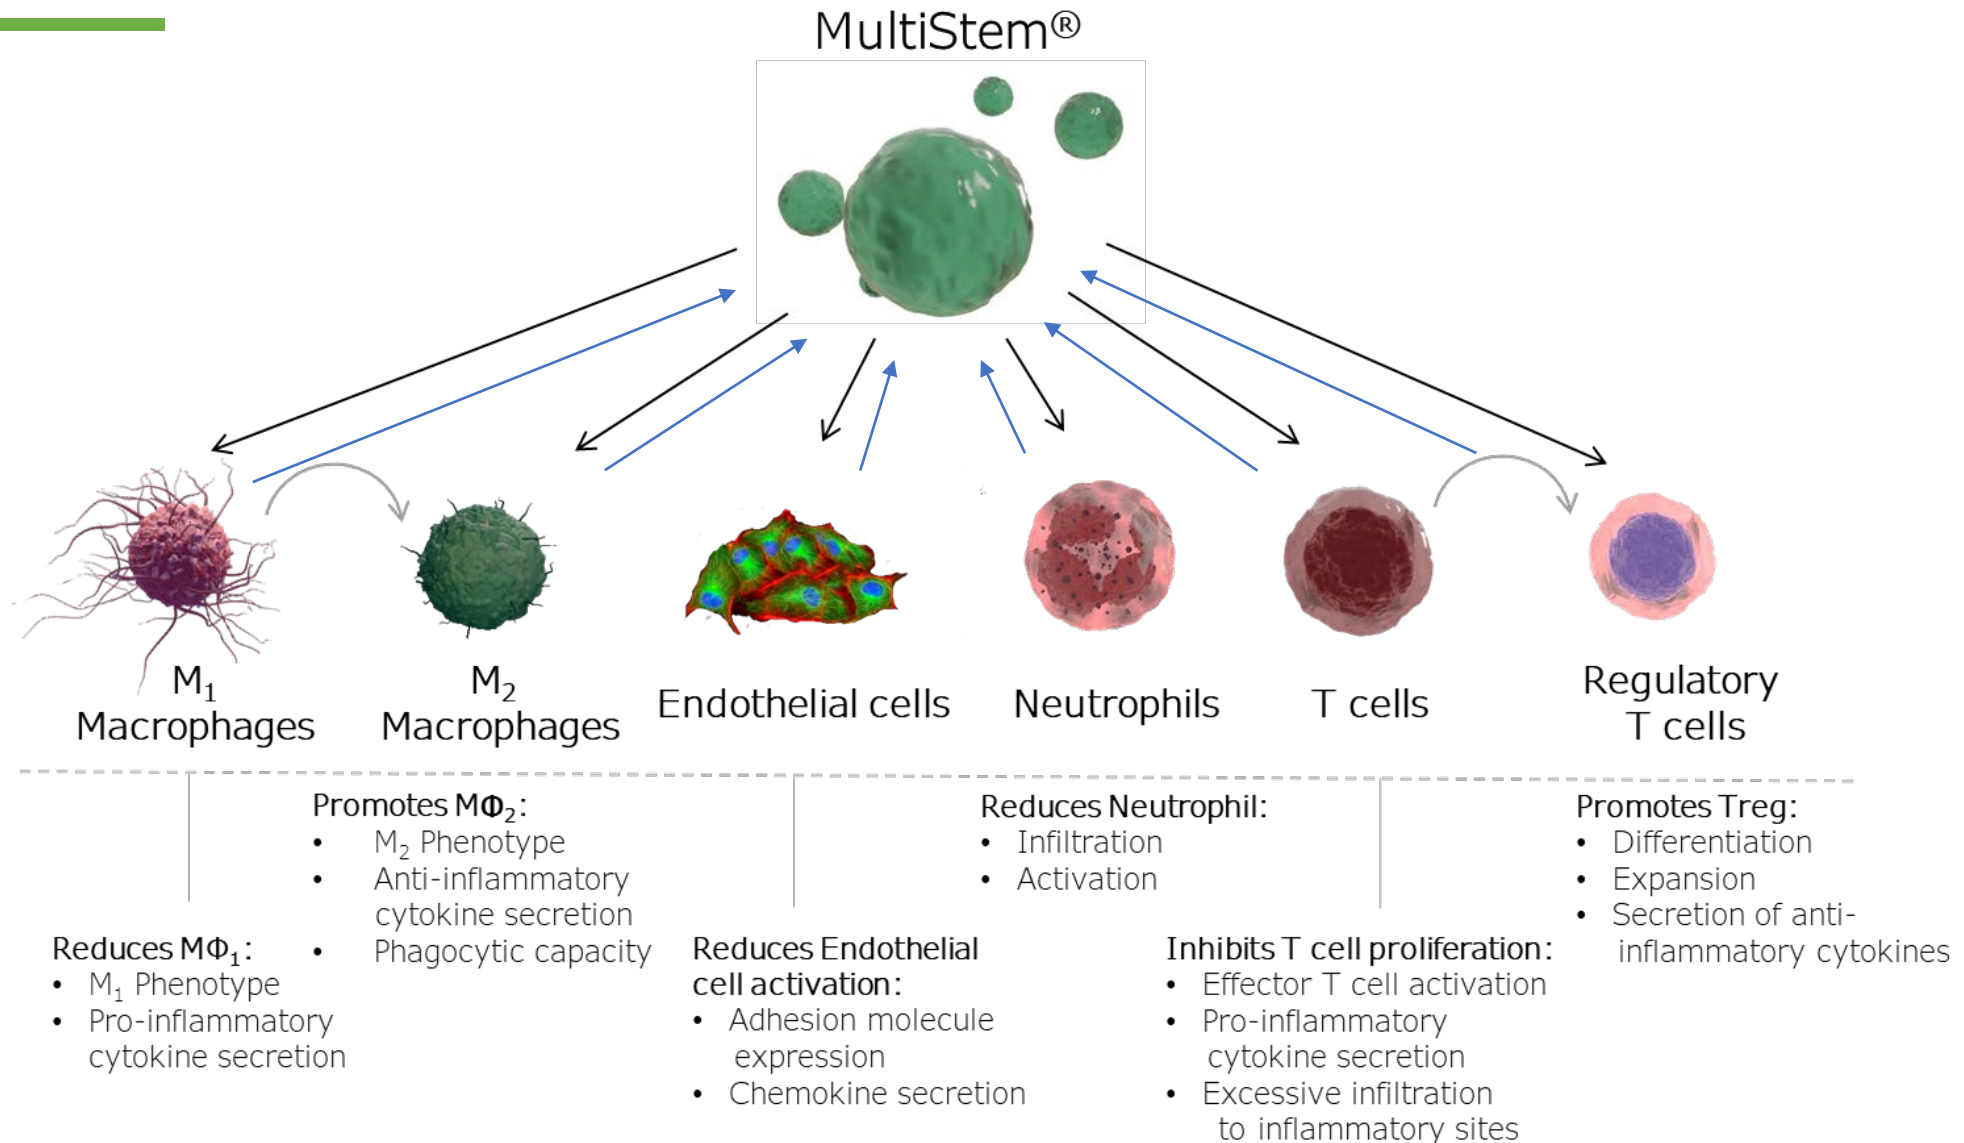 MultiStem®
M₁
Macrophages
M₂
Macrophages
Endothelial cells
Neutrophils
T cells
Regulatory
T cells
Reduces MΦ₁:
• M₁ Phenotype
• Pro-inflammatory
cytokine secretion
Promotes MΦ₂:
• M₂ Phenotype
• Anti-inflammatory
cytokine secretion
• Phagocytic capacity
Reduces Endothelial
cell activation:
• Adhesion molecule
expression
• Chemokine secretion
Reduces Neutrophil:
• Infiltration
• Activation
Inhibits T cell proliferation:
• Effector T cell activation
• Pro-inflammatory
cytokine secretion
• Excessive infiltration
to inflammatory sites
Promotes Treg:
• Differentiation
• Expansion
• Secretion of anti-
inflammatory cytokines